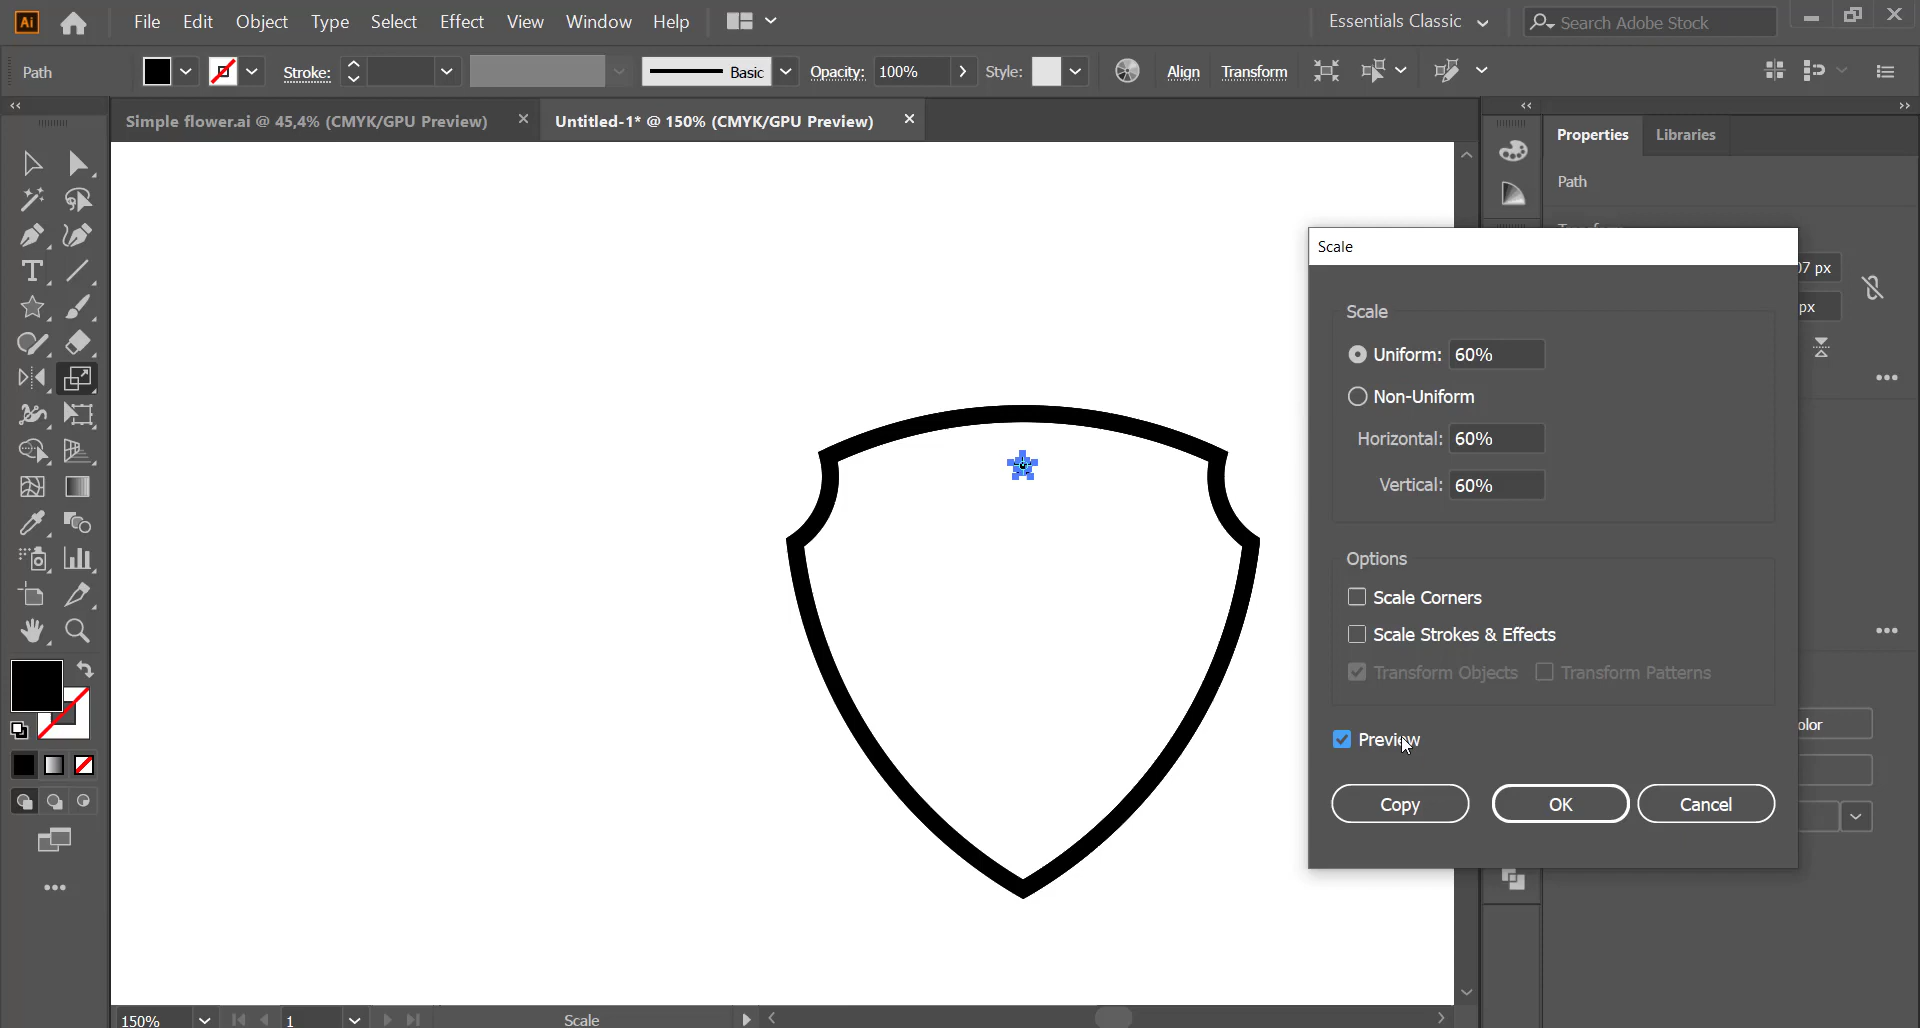 Ai File Edit Object Type Select Effect View Window Help Essentials Classic Search Adobe Stock
Path Stroke: Basic Opacity: 100% Style: Align Transform
Simple flower.ai @ 45,4% (CMYK/GPU Preview) Untitled-1* @ 150% (CMYK/GPU Preview)
Properties Libraries
Path
Scale
07 px
px
Scale
Uniform: 60%
Non-Uniform
Horizontal: 60%
Vertical: 60%
Options
Scale Corners
Scale Strokes & Effects
Transform Objects Transform Patterns
olor
Preview
Copy OK Cancel
150% 1 Scale